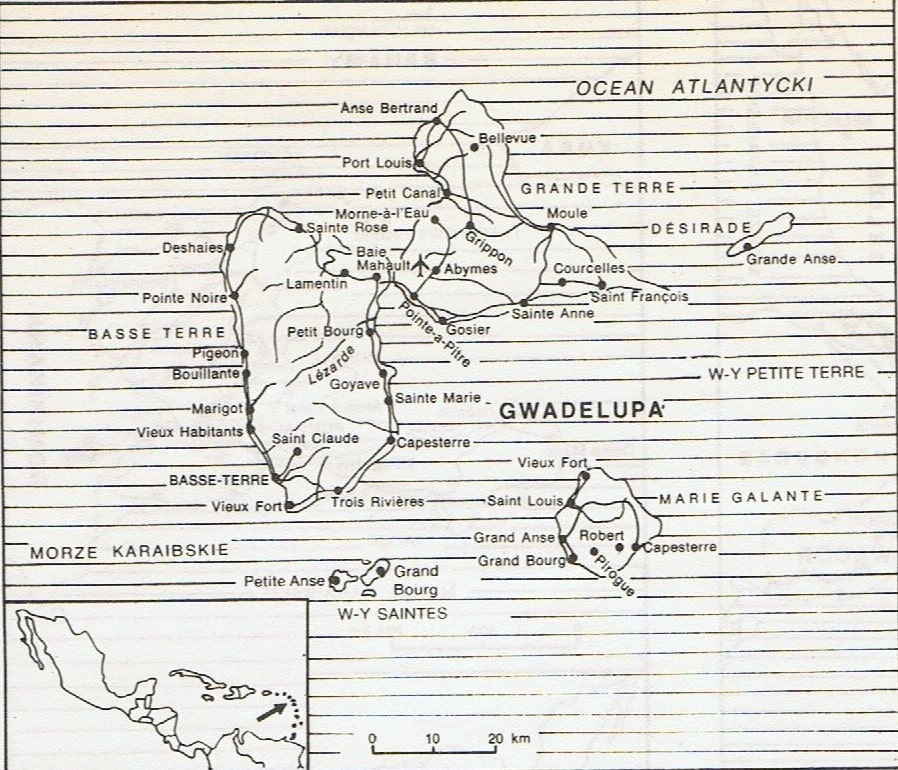 OCEAN ATLANTYCKI
Anse Bertrand
Bellevue
Port Louis
GRANDE TERRE
Petit Canal
Morne-à-l'Eau
Moule
DÉSIRADE
Sainte Rose
Grippon
Deshaies
Baie
Mahault
Grande Anse
Abymes
Courcelles
Lamentin
Pointe Noire
Saint François
Sainte Anne
Pointe-a-Pitre
BASSE TERRE
Petit Bourg
Gosier
Pigeon
Lézarde
Bouillante
W-Y PETITE TERRE
Goyave
Sainte Marie
Marigot
GWADELUPA
Vieux Habitants
Saint Claude
Capesterre
Vieux Fort
BASSE-TERRE
Saint Louis
MARIE GALANTE
Vieux Fort
Trois Rivières
Grand Anse
Robert
MORZE KARAIBSKIE
Capesterre
Grand Bourg
Pirogue
Petite Anse
Grand
Bourg
W-Y SAINTES
0 10 20 km